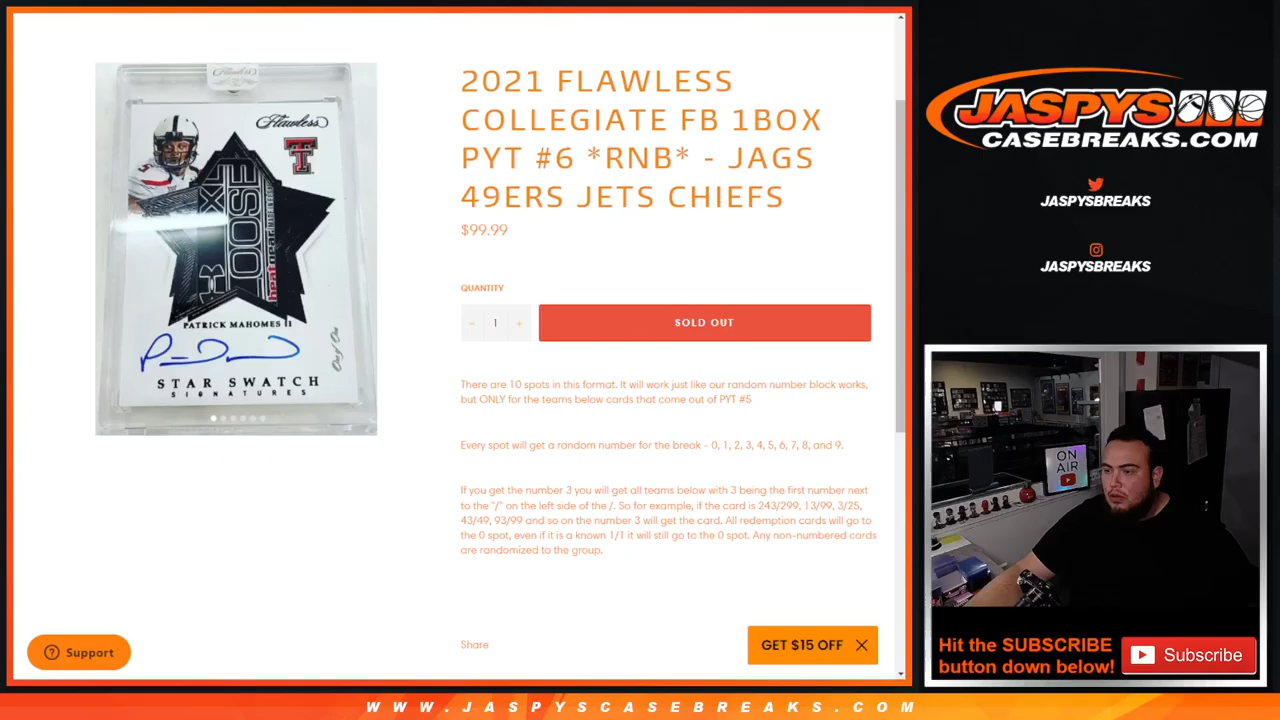 Flawless
PATRICK MAHOMES II
One of One
STAR SWATCH
SIGNATURES
2021 FLAWLESS
COLLEGIATE FB 1BOX
PYT #6 *RNB* - JAGS
49ERS JETS CHIEFS
$99.99
QUANTITY
− 1 +
SOLD OUT
There are 10 spots in this format. It will work just like our random number block works,
but ONLY for the teams below cards that come out of PYT #5
Every spot will get a random number for the break - 0, 1, 2, 3, 4, 5, 6, 7, 8, and 9.
If you get the number 3 you will get all teams below with 3 being the first number next
to the "/" on the left side of the /. So for example, if the card is 243/299, 13/99, 3/25,
43/49, 93/99 and so on the number 3 will get the card. All redemption cards will go to
the 0 spot, even if it is a known 1/1 it will still go to the 0 spot. Any non-numbered cards
are randomized to the group.
Share
Support
GET $15 OFF
JASPYS
CASEBREAKS.COM
JASPYSBREAKS
JASPYSBREAKS
ON
AIR
Hit the SUBSCRIBE
button down below!
Subscribe
WWW.JASPYSCASEBREAKS.COM